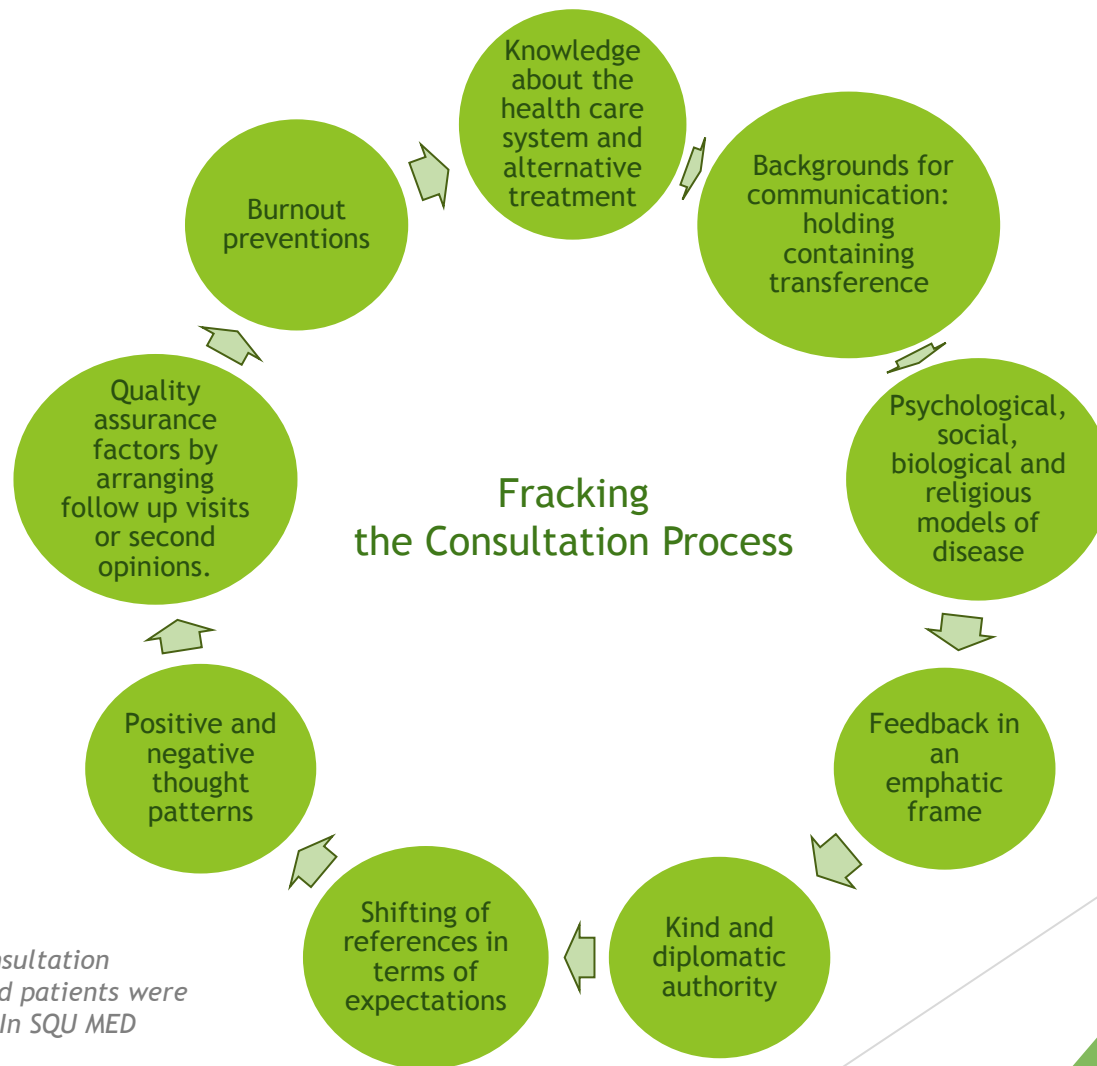 Knowledge
about the
health care
system and
alternative
treatment
Backgrounds for
communication:
holding
containing
transference
Psychological,
social,
biological and
religious
models of
disease
Feedback in
an
emphatic
frame
Kind and
diplomatic
authority
Shifting of
references in
terms of
expectations
Positive and
negative
thought
patterns
Quality
assurance
factors by
arranging
follow up visits
or second
opinions.
Burnout
preventions
Fracking
the Consultation Process
nsultation
d patients were
In SQU MED